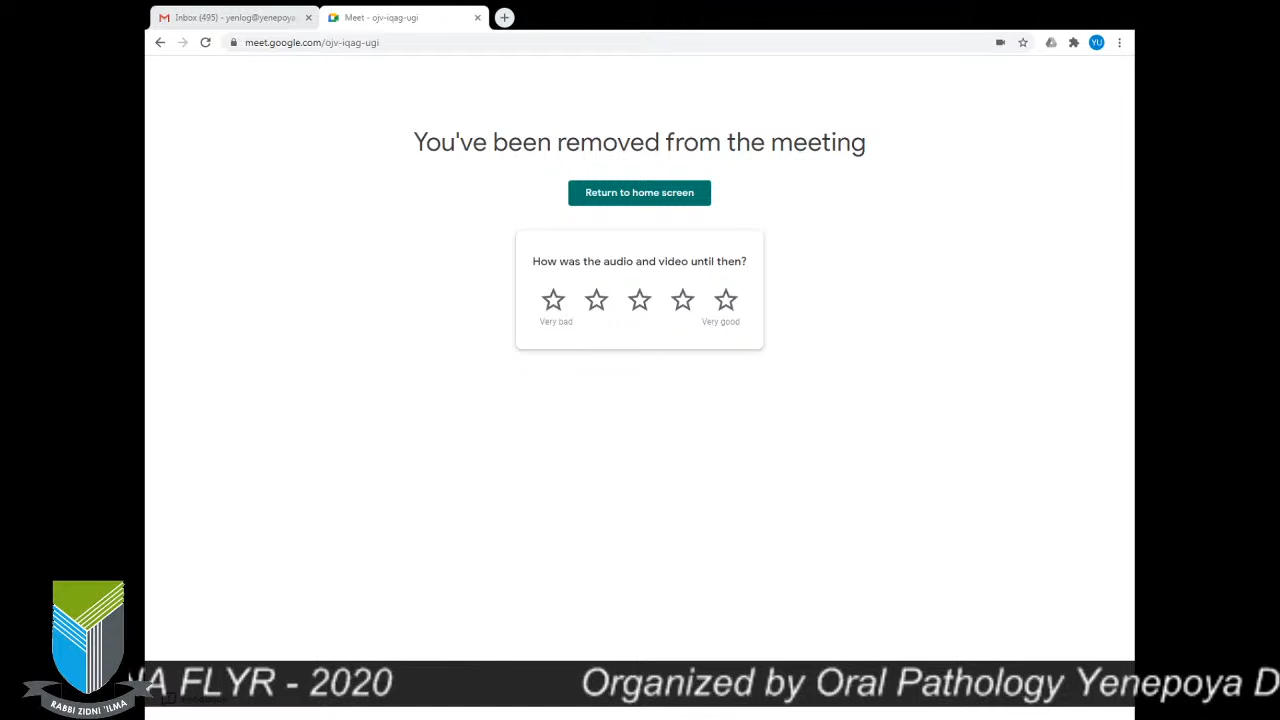 Inbox (495) - yenlog@yenepoya
Meet - ojv-iqag-ugi
meet.google.com/ojv-iqag-ugi
YU
You've been removed from the meeting
Return to home screen
How was the audio and video until then?
Very bad
Very good
NA FLYR - 2020 Organized by Oral Pathology Yenepoya D
RABBI ZIDNI 'ILMA